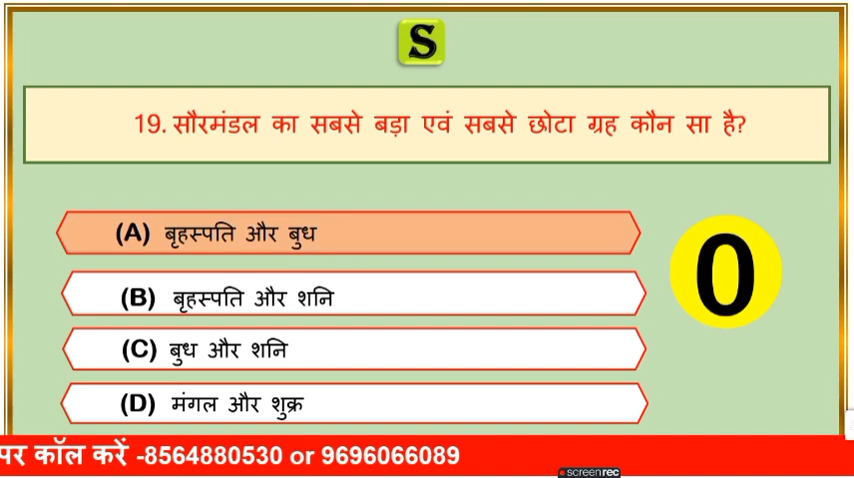 S
19. सौरमंडल का सबसे बड़ा एवं सबसे छोटा ग्रह कौन सा है?
(A) बृहस्पति और बुध
0
(B) बृहस्पति और शनि
(C) बुध और शनि
(D) मंगल और शुक्र
पर कॉल करें -8564880530 or 9696066089
screenrec